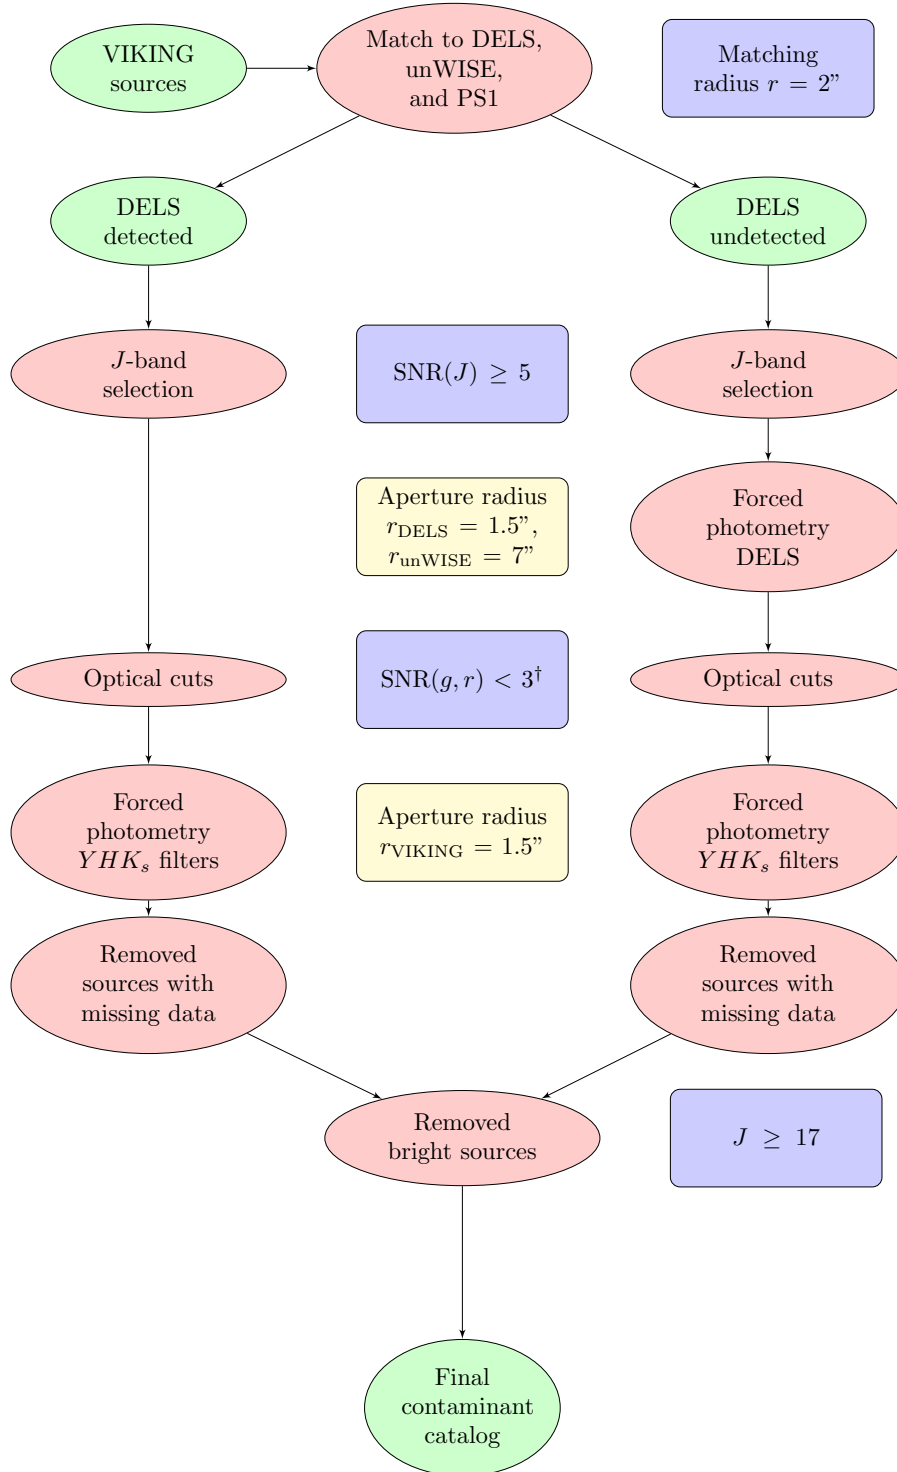 VIKING
sources
Match to DELS,
unWISE,
and PS1
Matching
radius r = 2”
DELS
detected
DELS
undetected
J-band
selection
SNR(J) ≥ 5
J-band
selection
Aperture radius
r_DELS = 1.5”,
r_unWISE = 7”
Forced
photometry
DELS
Optical cuts
SNR(g, r) < 3†
Optical cuts
Forced
photometry
YHK_s filters
Aperture radius
r_VIKING = 1.5”
Forced
photometry
YHK_s filters
Removed
sources with
missing data
Removed
sources with
missing data
Removed
bright sources
J ≥ 17
Final
contaminant
catalog